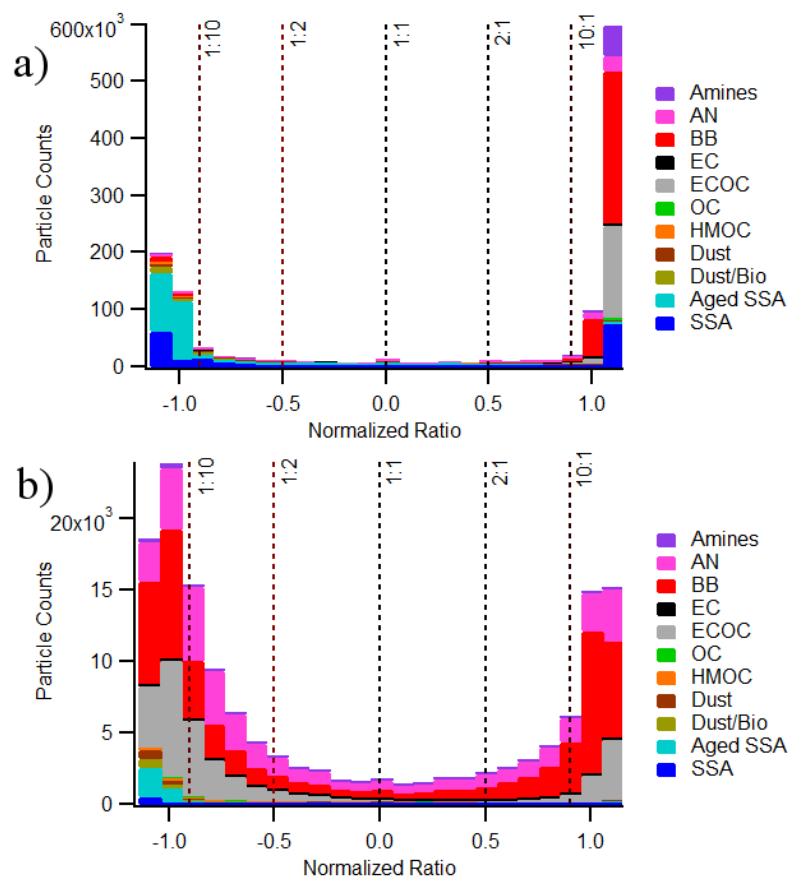 a)
600x10³
500
400
300
200
100
0
Particle Counts
1:10
1:2
1:1
2:1
10:1
-1.0
-0.5
0.0
0.5
1.0
Normalized Ratio
Amines
AN
BB
EC
ECOC
OC
HMOC
Dust
Dust/Bio
Aged SSA
SSA
b)
20x10³
15
10
5
0
Particle Counts
1:10
1:2
1:1
2:1
10:1
-1.0
-0.5
0.0
0.5
1.0
Normalized Ratio
Amines
AN
BB
EC
ECOC
OC
HMOC
Dust
Dust/Bio
Aged SSA
SSA